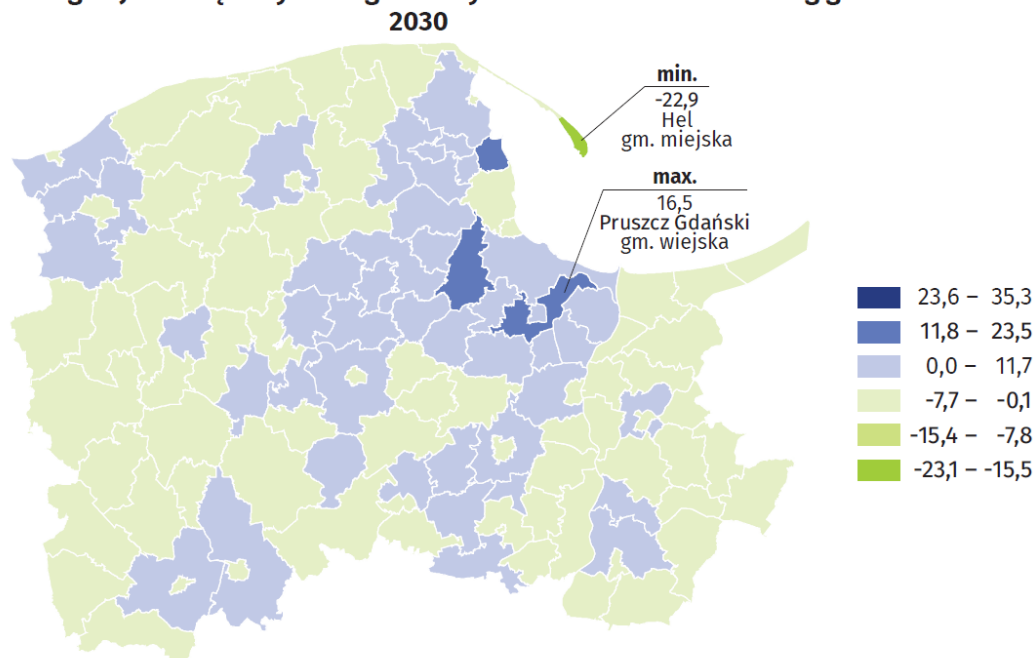 2030
min.
-22,9
Hel
gm. miejska
max.
16,5
Pruszcz Gdański
gm. wiejska
23,6 – 35,3
11,8 – 23,5
0,0 – 11,7
-7,7 – -0,1
-15,4 – -7,8
-23,1 – -15,5